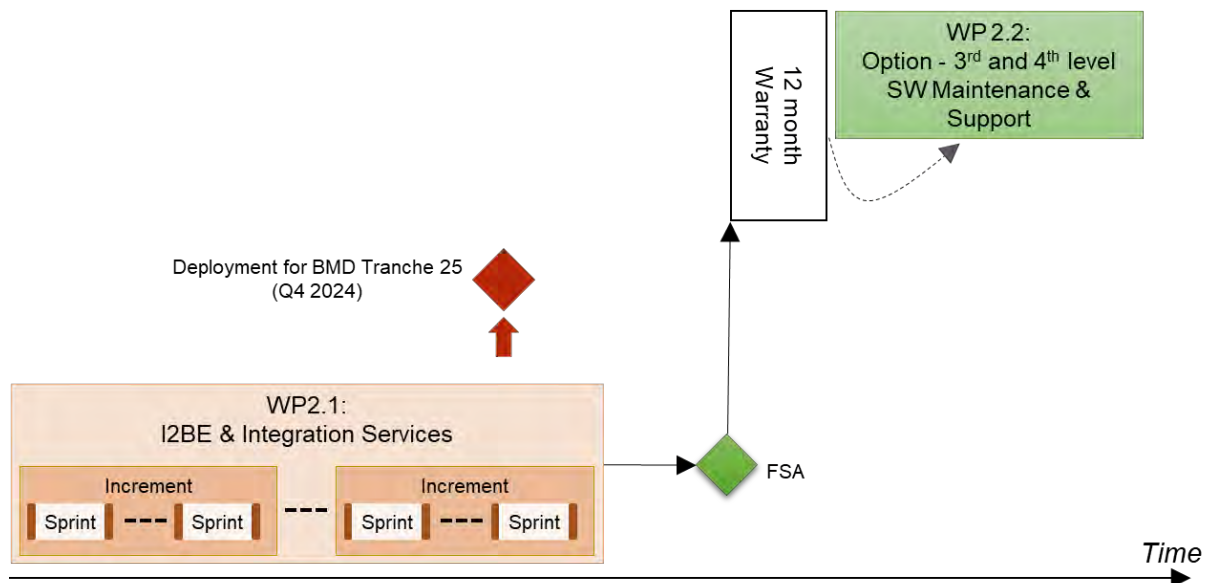 WP 2.2:
Option - 3rd and 4th level
SW Maintenance &
Support
12 month
Warranty
Deployment for BMD Tranche 25
(Q4 2024)
WP2.1:
I2BE & Integration Services
Increment
Sprint
Sprint
Increment
Sprint
Sprint
FSA
Time